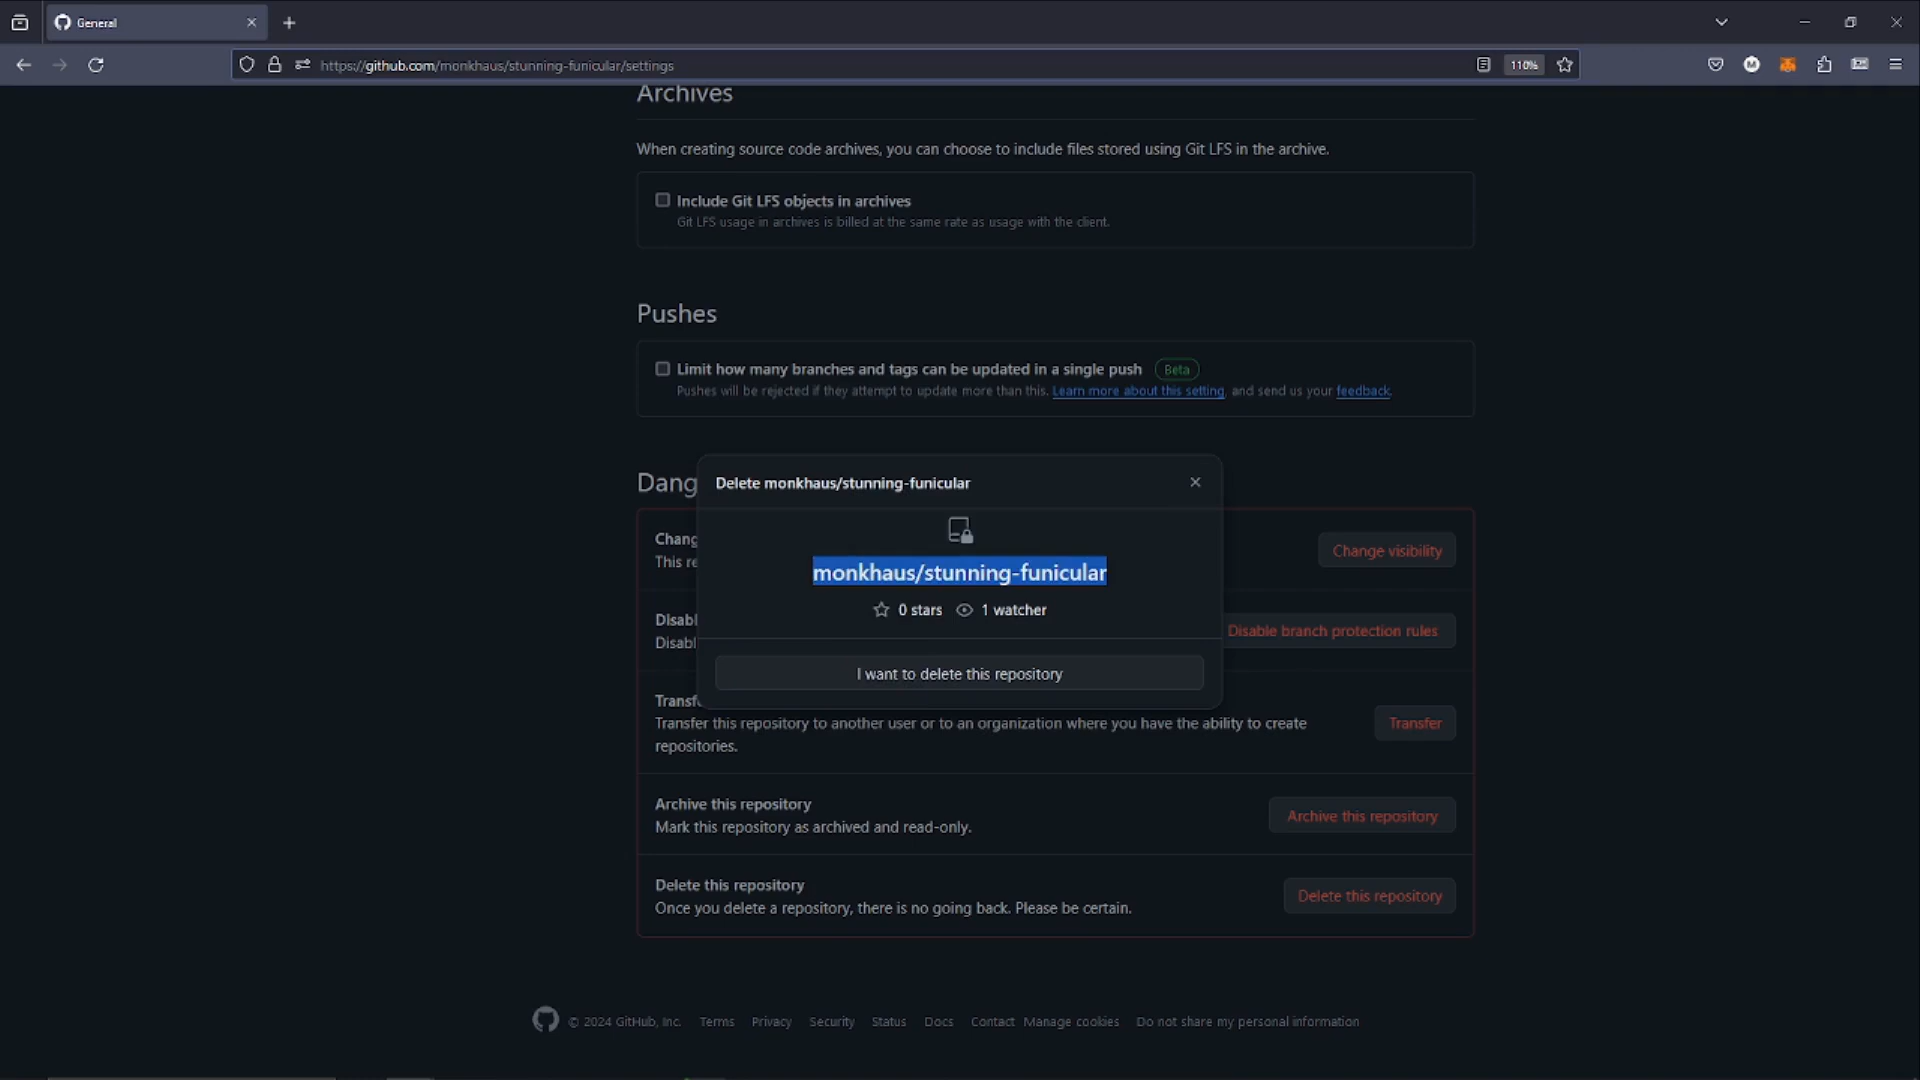 General
https://github.com/monkhaus/stunning-funicular/settings
110%
Archives
When creating source code archives, you can choose to include files stored using Git LFS in the archive.
Include Git LFS objects in archives
Git LFS usage in archives is billed at the same rate as usage with the client.
Pushes
Limit how many branches and tags can be updated in a single push Beta
Pushes will be rejected if they attempt to update more than this. Learn more about this setting, and send us your feedback.
Dang
Delete monkhaus/stunning-funicular
Chang
This re
Change visibility
monkhaus/stunning-funicular
0 stars 1 watcher
Disabl
Disabl
Disable branch protection rules
I want to delete this repository
Transf
Transfer this repository to another user or to an organization where you have the ability to create
repositories.
Transfer
Archive this repository
Mark this repository as archived and read-only.
Archive this repository
Delete this repository
Once you delete a repository, there is no going back. Please be certain.
Delete this repository
© 2024 GitHub, Inc. Terms Privacy Security Status Docs Contact Manage cookies Do not share my personal information